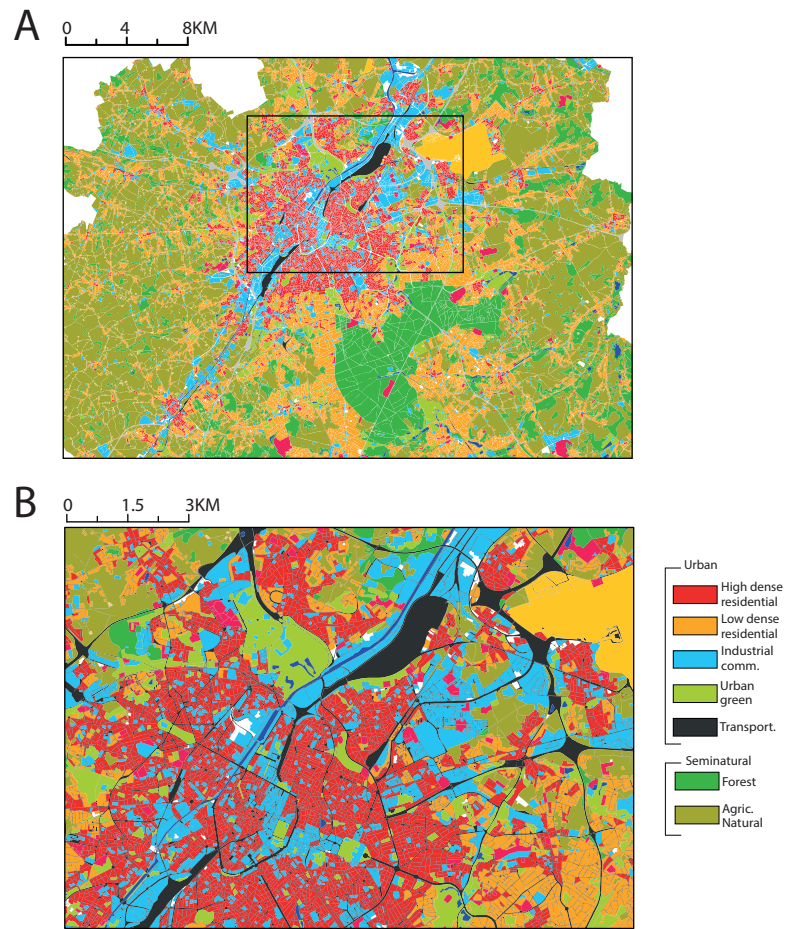 A
0 4 8KM
B
0 1.5 3KM
Urban
High dense
residential
Low dense
residential
Industrial
comm.
Urban
green
Transport.
Seminatural
Forest
Agric.
Natural